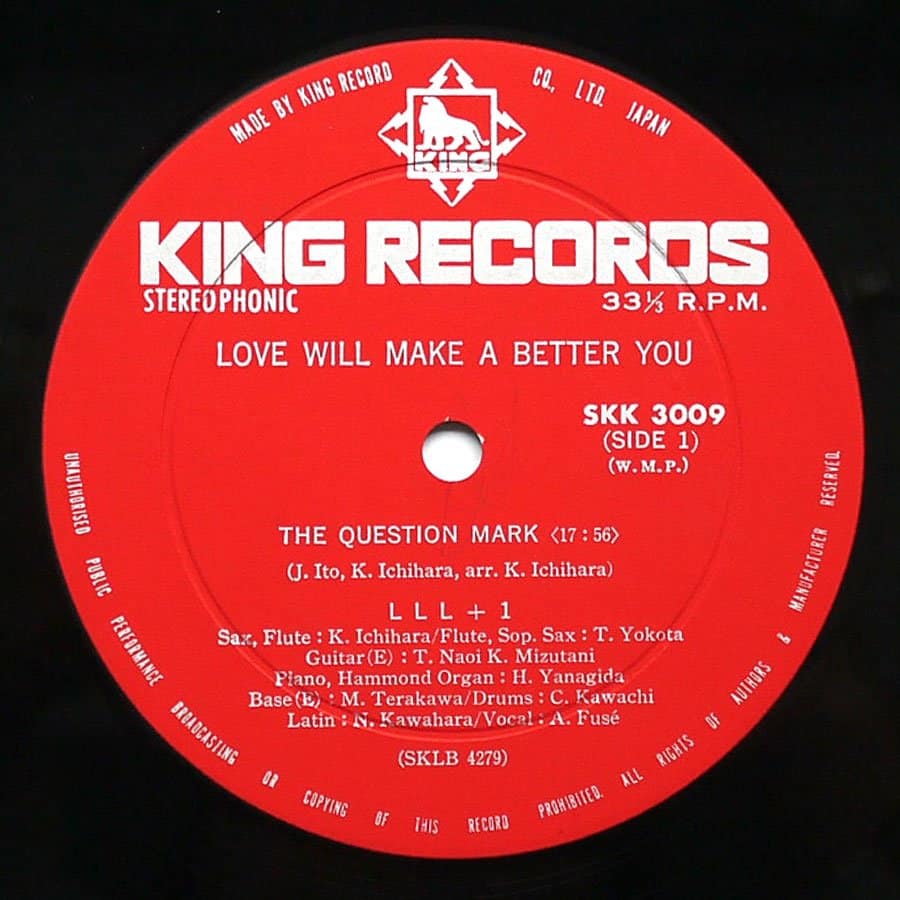 MADE BY KING RECORD CO., LTD. JAPAN
KING
KING RECORDS
STEREOPHONIC 33⅓ R.P.M.
LOVE WILL MAKE A BETTER YOU
SKK 3009
(SIDE 1)
(W.M.P.)
THE QUESTION MARK <17:56>
(J. Ito, K. Ichihara, arr. K. Ichihara)
L L L + 1
Sax, Flute : K. Ichihara/Flute, Sop. Sax : T. Yokota
Guitar(E) : T. Naoi K. Mizutani
Piano, Hammond Organ : H. Yanagida
Base(E) : M. Terakawa/Drums : C. Kawachi
Latin : N. Kawahara/Vocal : A. Fusé
(SKLB 4279)
UNAUTHORISED PUBLIC PERFORMANCE BROADCASTING OR COPYING OF THIS RECORD PROHIBITED. ALL RIGHTS OF AUTHORS & MANUFACTURER RESERVED.